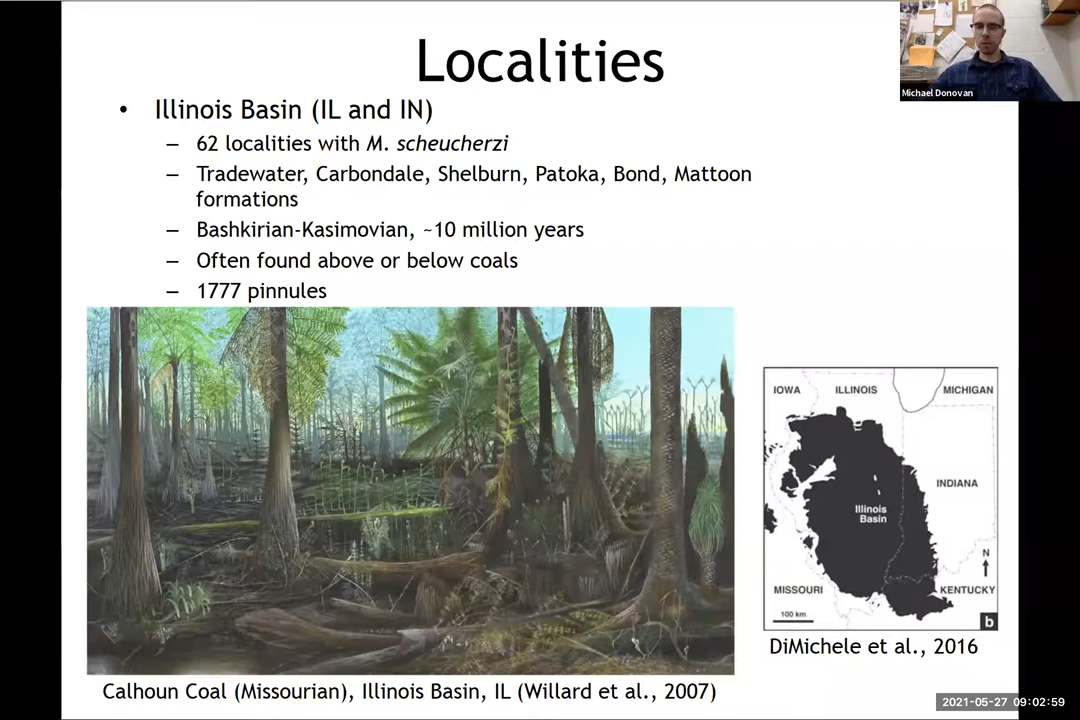 Localities
Michael Donovan
• Illinois Basin (IL and IN)
– 62 localities with M. scheucherzi
– Tradewater, Carbondale, Shelburn, Patoka, Bond, Mattoon
formations
– Bashkirian-Kasimovian, ~10 million years
– Often found above or below coals
– 1777 pinnules
IOWA
ILLINOIS
MICHIGAN
INDIANA
Illinois
Basin
N
MISSOURI
KENTUCKY
100 km
b
DiMichele et al., 2016
Calhoun Coal (Missourian), Illinois Basin, IL (Willard et al., 2007)
2021-05-27 09:02:59